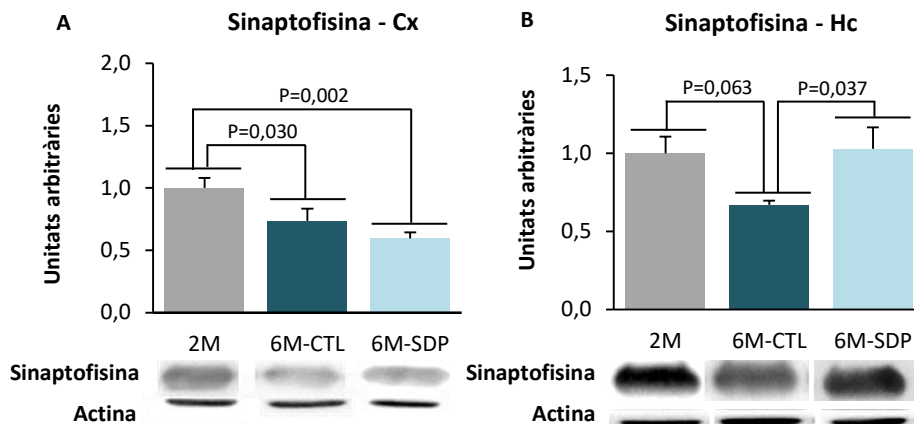 A
Sinaptofisina - Cx
Unitats arbitràries
2,0
1,5
1,0
0,5
0,0
P=0,002
P=0,030
2M
6M-CTL
6M-SDP
Sinaptofisina
Actina
B
Sinaptofisina - Hc
Unitats arbitràries
1,5
1,0
0,5
0,0
P=0,063
P=0,037
2M
6M-CTL
6M-SDP
Sinaptofisina
Actina